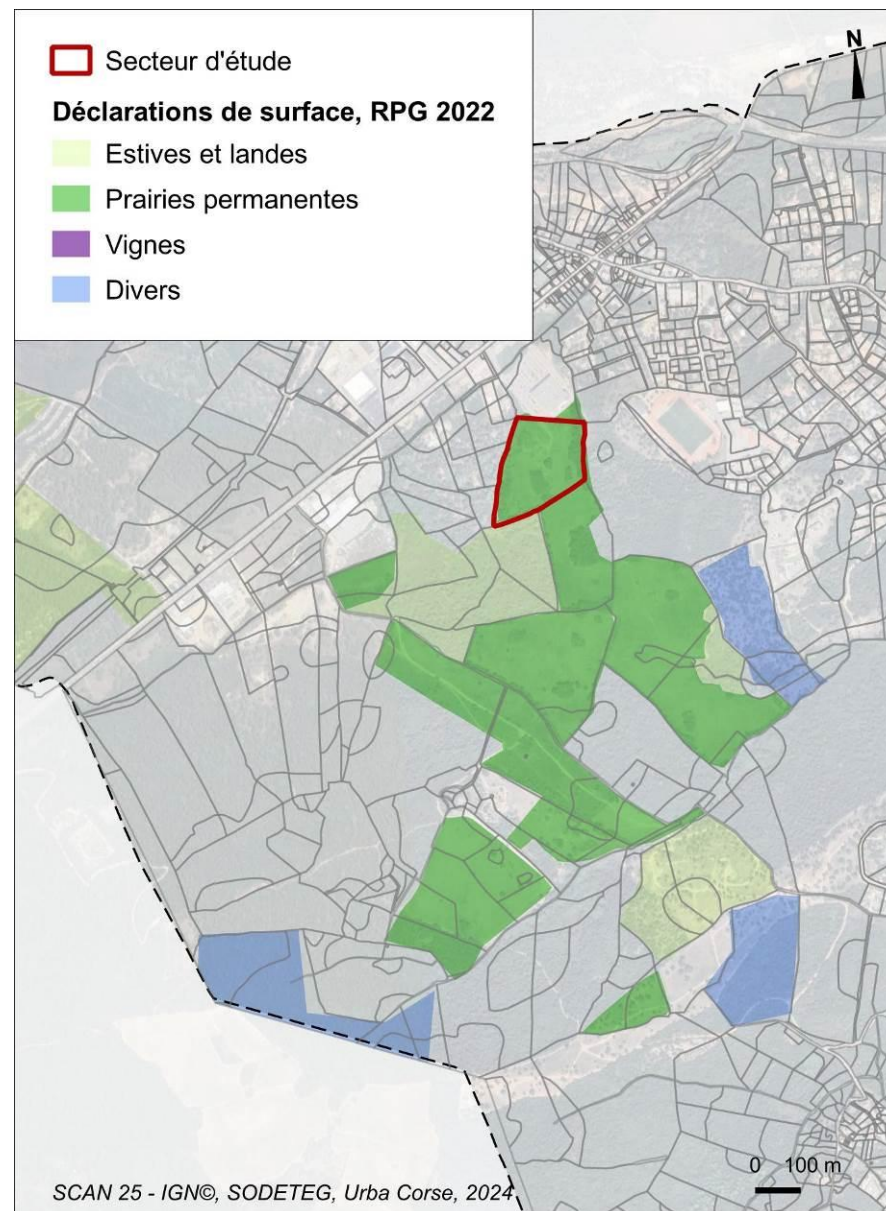 Secteur d'étude
Déclarations de surface, RPG 2022
Estives et landes
Prairies permanentes
Vignes
Divers
N
0 100 m
SCAN 25 - IGN©, SODETEG, Urba Corse, 2024